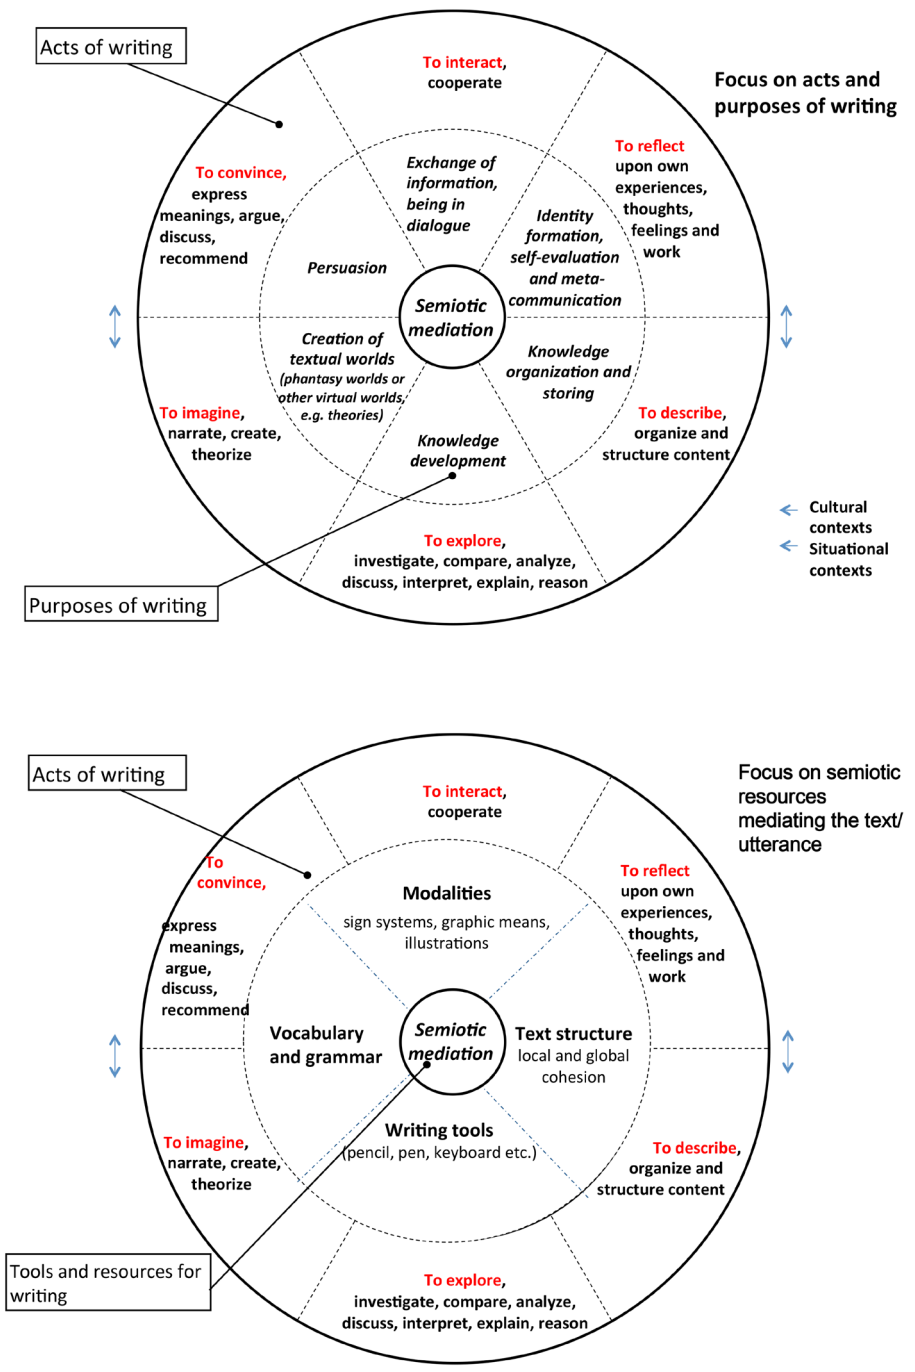 Acts of writing
To interact,
cooperate
Focus on acts and
purposes of writing
To convince,
express
meanings, argue,
discuss,
recommend
Exchange of
information,
being in
dialogue
To reflect
upon own
experiences,
thoughts,
feelings and
work
Persuasion
Identity
formation,
self-evaluation
and meta-
communication
Semiotic
mediation
Creation of
textual worlds
(phantasy worlds or
other virtual worlds,
e.g. theories)
Knowledge
organization and
storing
To imagine,
narrate, create,
theorize
Knowledge
development
To describe,
organize and
structure content
Cultural
contexts
Situational
contexts
To explore,
investigate, compare, analyze,
discuss, interpret, explain, reason
Purposes of writing
Acts of writing
To interact,
cooperate
Focus on semiotic
resources
mediating the text/
utterance
To
convince,
express
meanings,
argue,
discuss,
recommend
Modalities
sign systems, graphic means,
illustrations
To reflect
upon own
experiences,
thoughts,
feelings and
work
Vocabulary
and grammar
Semiotic
mediation
Text structure
local and global
cohesion
Writing tools
(pencil, pen, keyboard etc.)
To imagine,
narrate, create,
theorize
To describe,
organize and
structure content
Tools and resources for
writing
To explore,
investigate, compare, analyze,
discuss, interpret, explain, reason